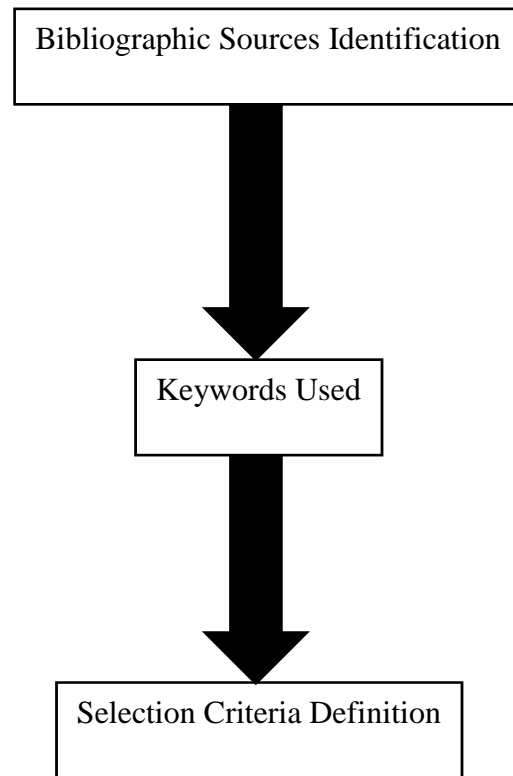 Bibliographic Sources Identification
Keywords Used
Selection Criteria Definition